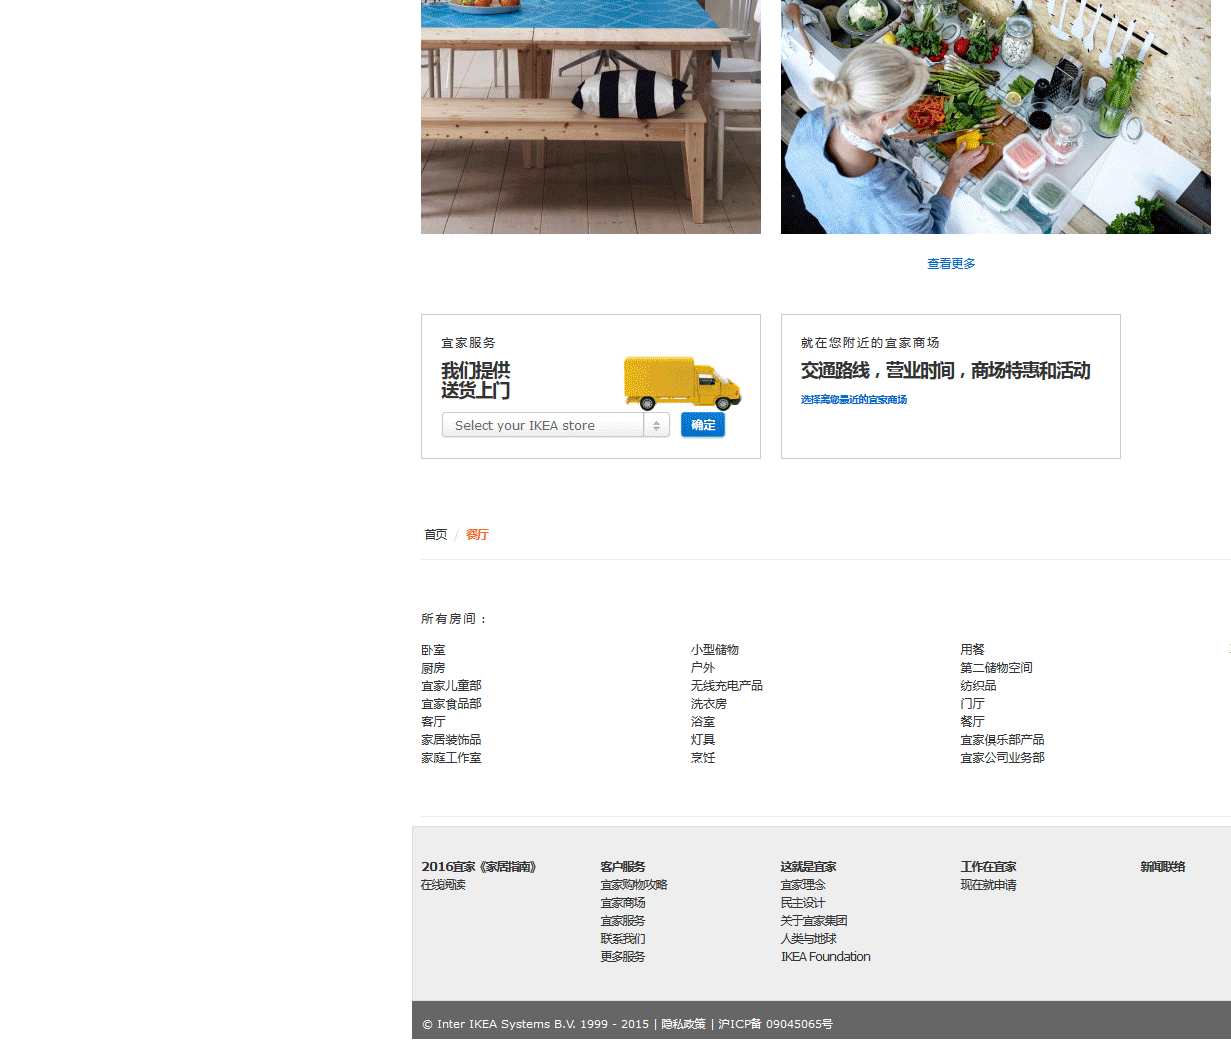 查看更多
宜家服务
我们提供
送货上门
Select your IKEA store
确定
就在您附近的宜家商场
交通路线，营业时间，商场特惠和活动
选择离您最近的宜家商场
首页 / 餐厅
所有房间：
卧室
厨房
宜家儿童部
宜家食品部
客厅
家居装饰品
家庭工作室
小型储物
户外
无线充电产品
洗衣房
浴室
灯具
烹饪
用餐
第二储物空间
纺织品
门厅
餐厅
宜家俱乐部产品
宜家公司业务部
2016宜家《家居指南》
在线阅读
客户服务
宜家购物攻略
宜家商场
宜家服务
联系我们
更多服务
这就是宜家
宜家理念
民主设计
关于宜家集团
人类与地球
IKEA Foundation
工作在宜家
现在就申请
新闻联络
© Inter IKEA Systems B.V. 1999 - 2015 | 隐私政策 | 沪ICP备 09045065号